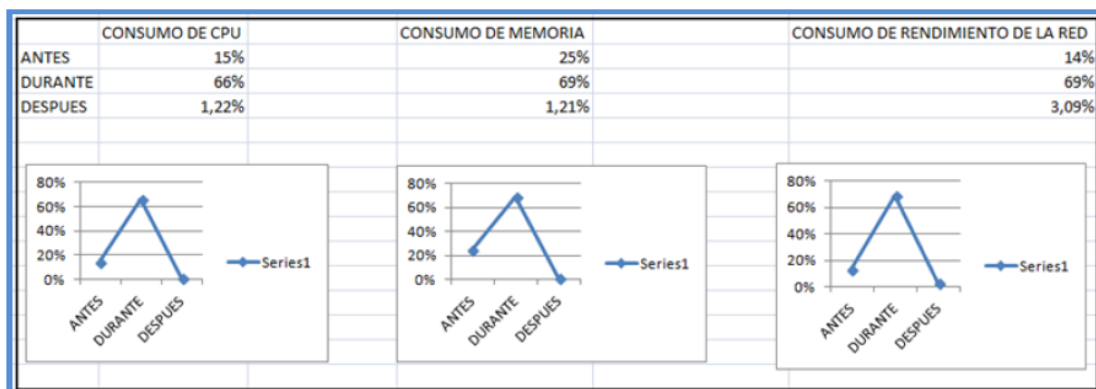 CONSUMO DE CPU CONSUMO DE MEMORIA CONSUMO DE RENDIMIENTO DE LA RED
ANTES 15% 25% 14%
DURANTE 66% 69% 69%
DESPUES 1,22% 1,21% 3,09%
80%
60%
40%
20%
0%
ANTES
DURANTE
DESPUES
Series1
80%
60%
40%
20%
0%
ANTES
DURANTE
DESPUES
Series1
80%
60%
40%
20%
0%
ANTES
DURANTE
DESPUES
Series1